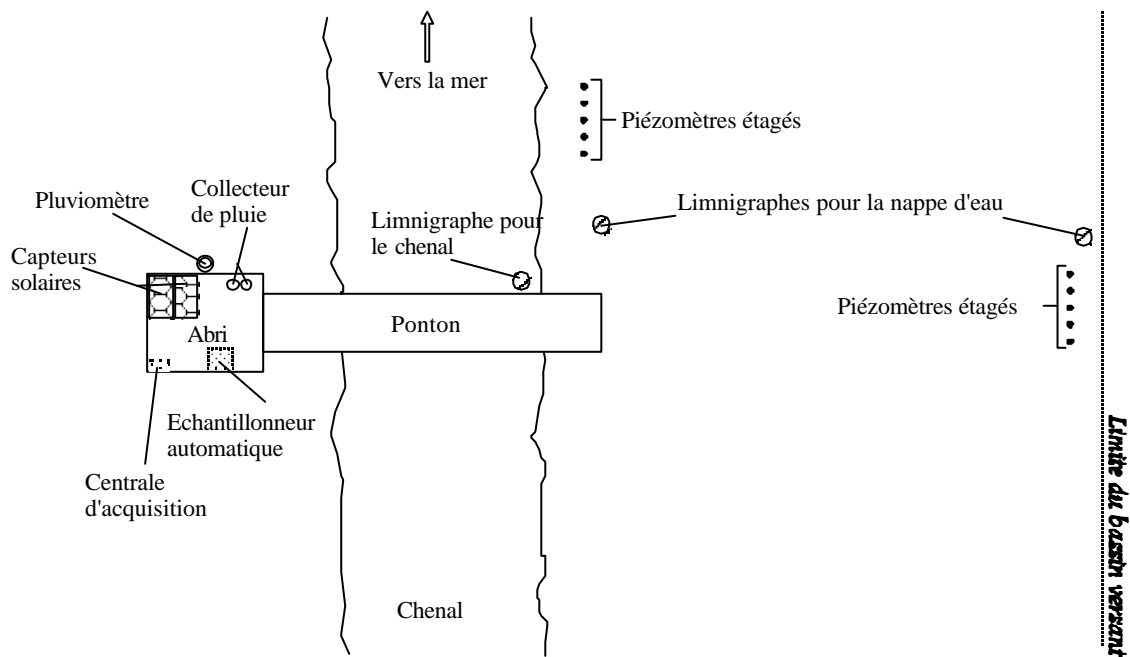 Vers la mer
Piézomètres étagés
Collecteur
de pluie
Pluviomètre
Limnigraphe pour
le chenal
Limnigraphes pour la nappe d'eau
Capteurs
solaires
Piézomètres étagés
Ponton
Abri
Echantillonneur
automatique
Centrale
d'acquisition
Chenal
Limite du bassin versant